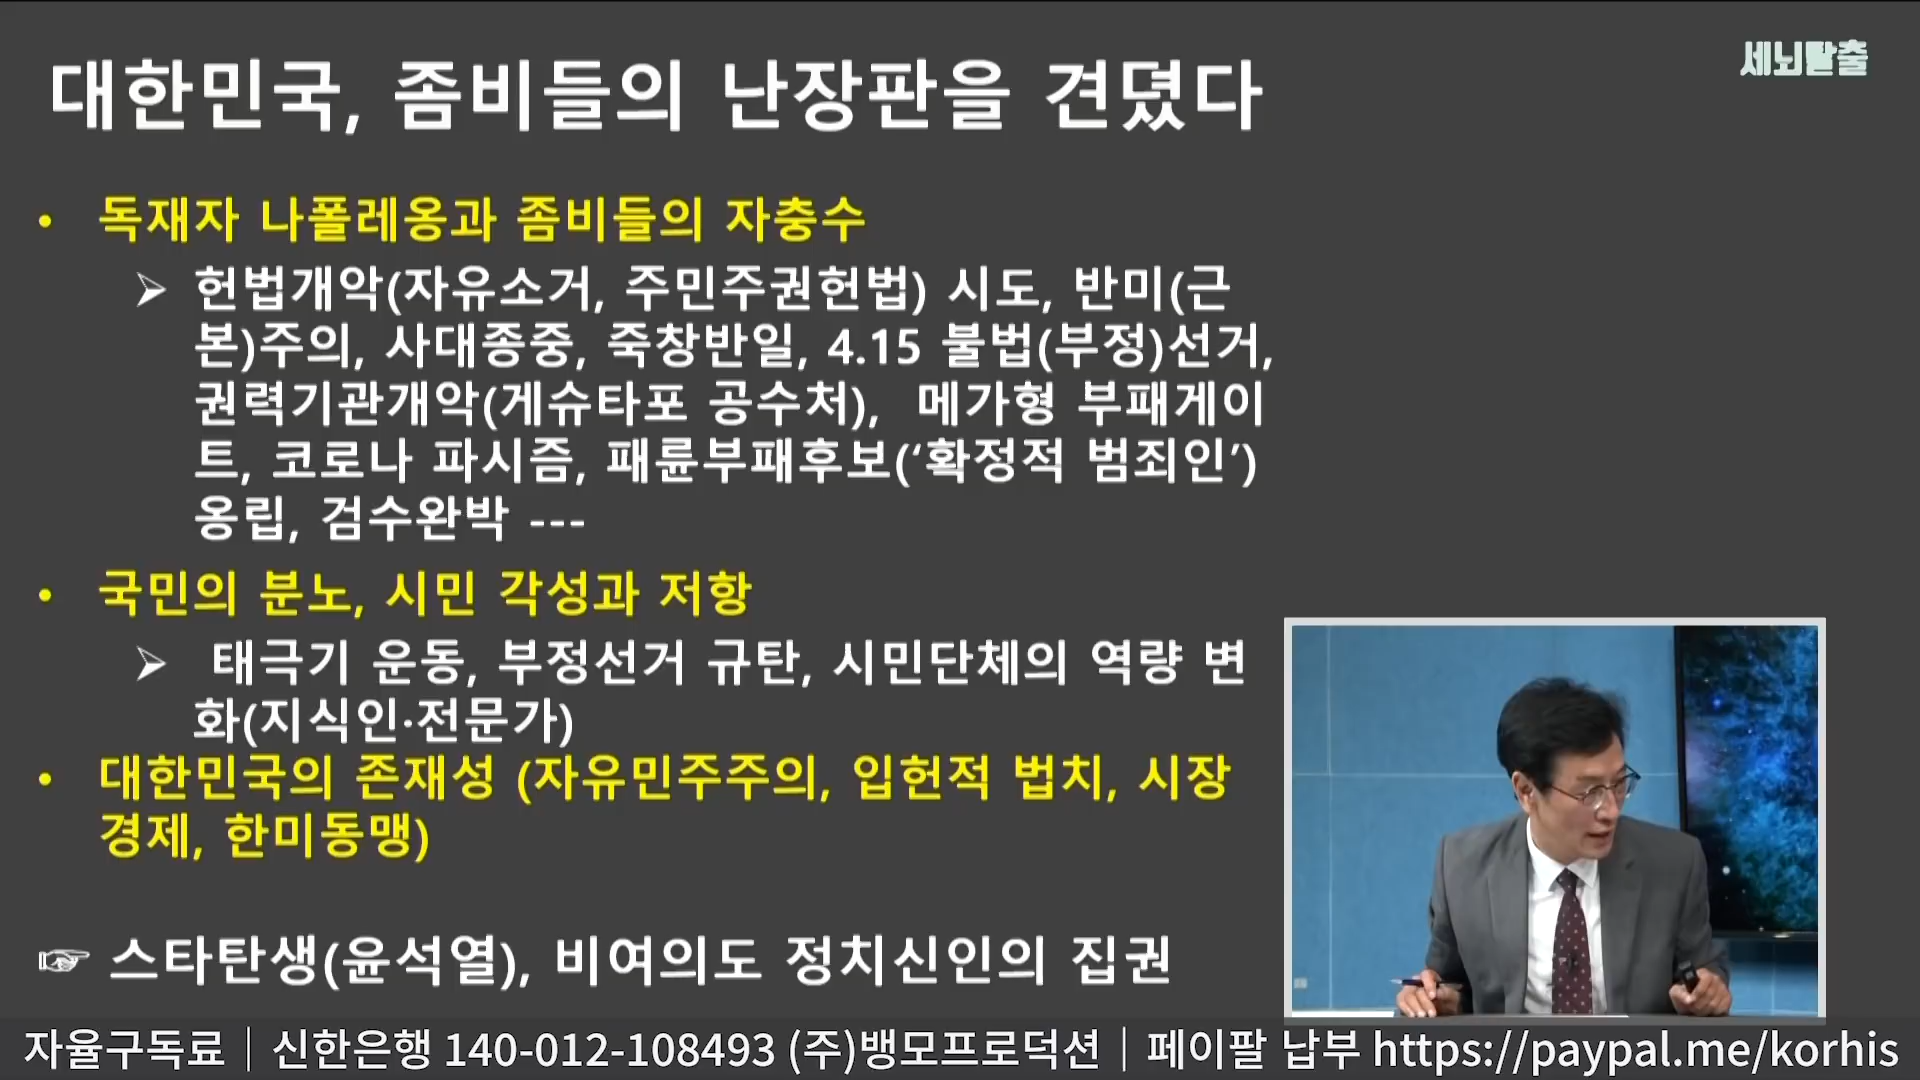 대한민국, 좀비들의 난장판을 견뎠다
세뇌탈출
• 독재자 나폴레옹과 좀비들의 자충수
➢ 헌법개악(자유소거, 주민주권헌법) 시도, 반미(근
본)주의, 사대종중, 죽창반일, 4.15 불법(부정)선거,
권력기관개악(게슈타포 공수처), 메가형 부패게이
트, 코로나 파시즘, 패륜부패후보(‘확정적 범죄인’)
옹립, 검수완박 ---
• 국민의 분노, 시민 각성과 저항
➢ 태극기 운동, 부정선거 규탄, 시민단체의 역량 변
화(지식인·전문가)
• 대한민국의 존재성 (자유민주주의, 입헌적 법치, 시장
경제, 한미동맹)
☞ 스타탄생(윤석열), 비여의도 정치신인의 집권
자율구독료│신한은행 140-012-108493 (주)뱅모프로덕션│페이팔 납부 https://paypal.me/korhis